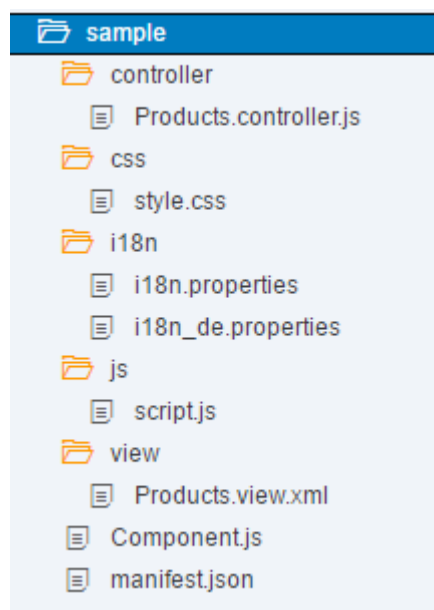 sample
controller
Products.controller.js
css
style.css
i18n
i18n.properties
i18n_de.properties
js
script.js
view
Products.view.xml
Component.js
manifest.json